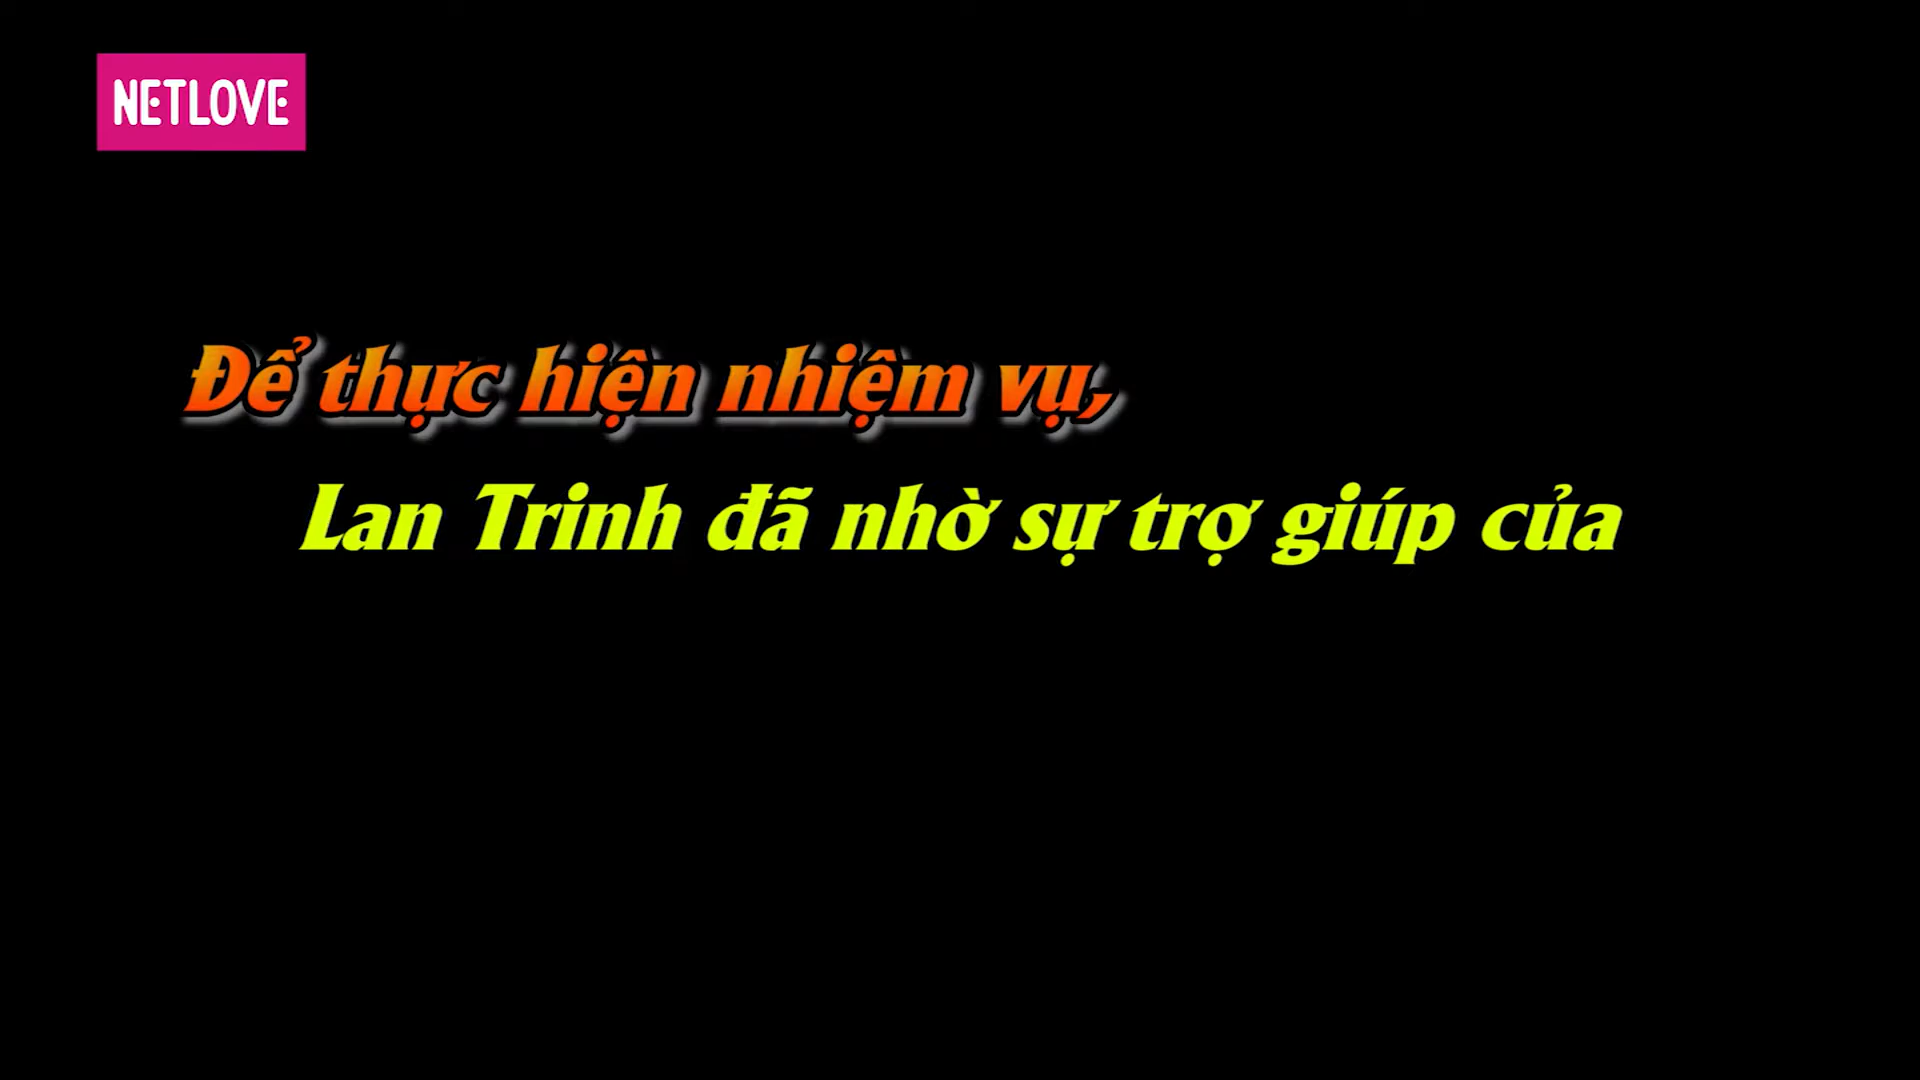 NETLOVE
Để thực hiện nhiệm vụ,
Lan Trinh đã nhờ sự trợ giúp của